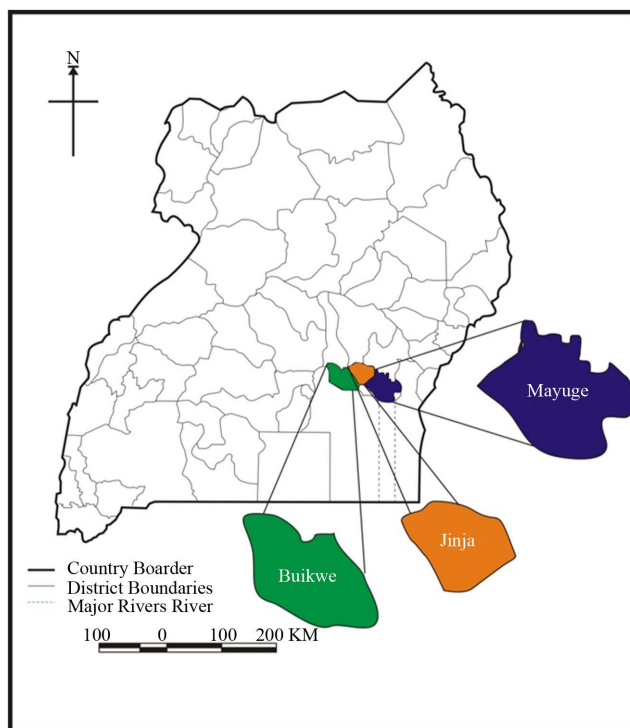 N
Mayuge
Jinja
Buikwe
Country Boarder
District Boundaries
Major Rivers River
100 0 100 200 KM